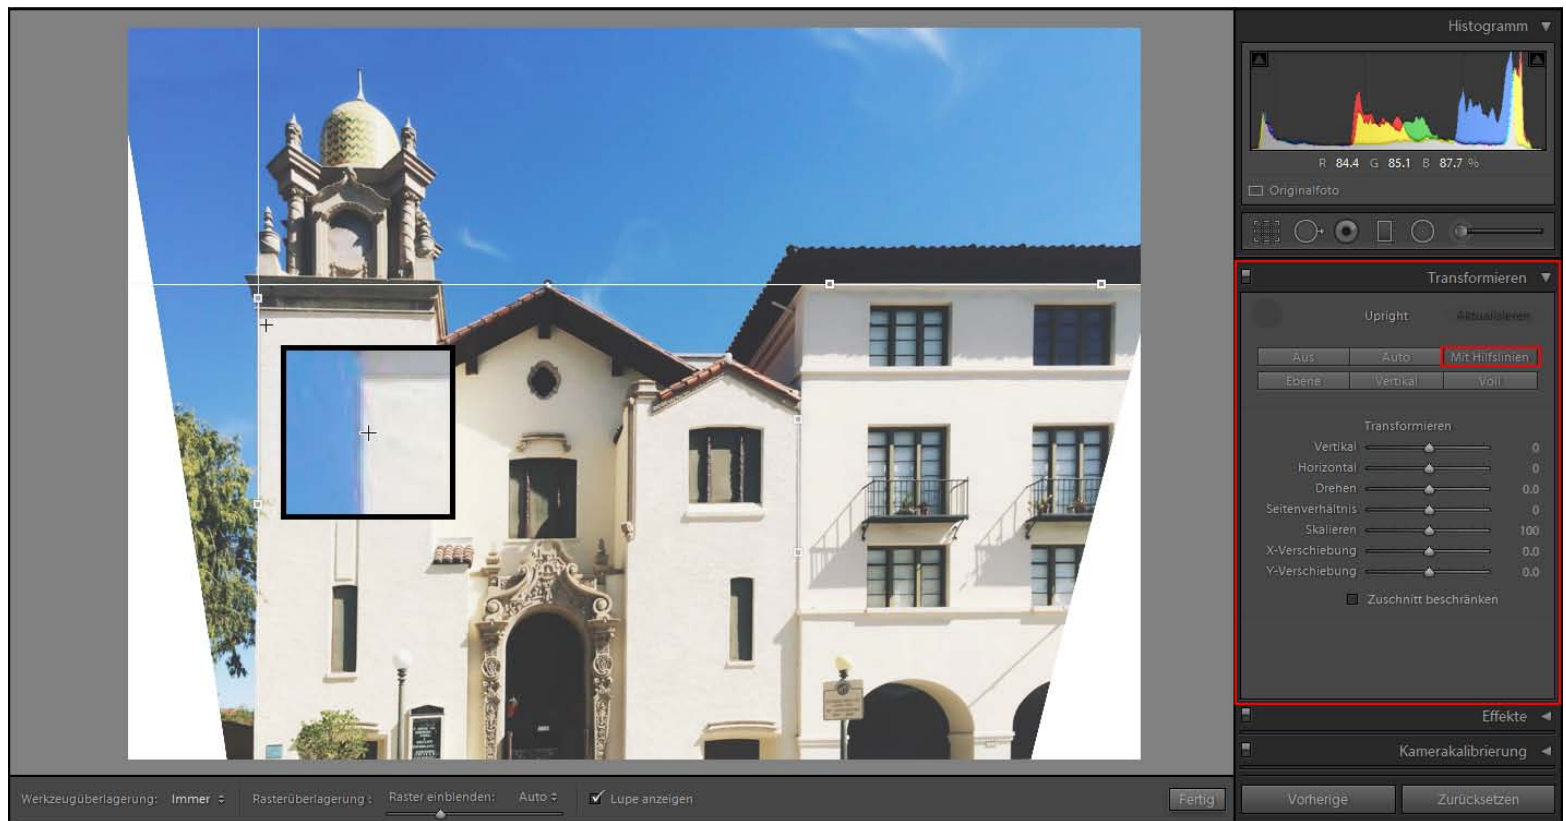 Histogramm
R 84.4 G 85.1 B 87.7 %
Originalfoto
Transformieren
Upright Aktualisieren
Aus Auto Mit Hilfslinien
Ebene Vertikal Voll
Transformieren
Vertikal 0
Horizontal 0
Drehen 0.0
Seitenverhältnis 0
Skalieren 100
X-Verschiebung 0.0
Y-Verschiebung 0.0
Zuschnitt beschränken
Effekte
Kamerakalibrierung
Werkzeugüberlagerung: Immer Rasterüberlagerung : Raster einblenden: Auto Lupe anzeigen Fertig
Vorherige Zurücksetzen